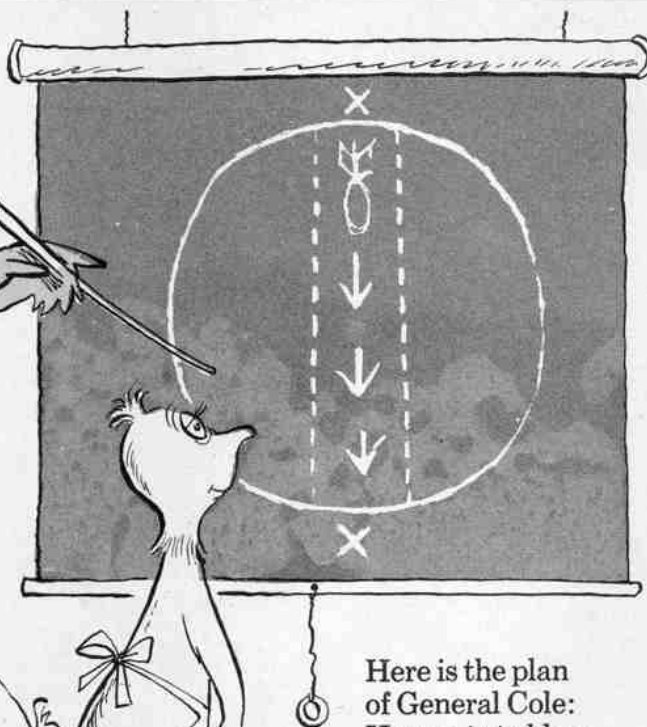 X
X
Here is the plan
of General Cole: